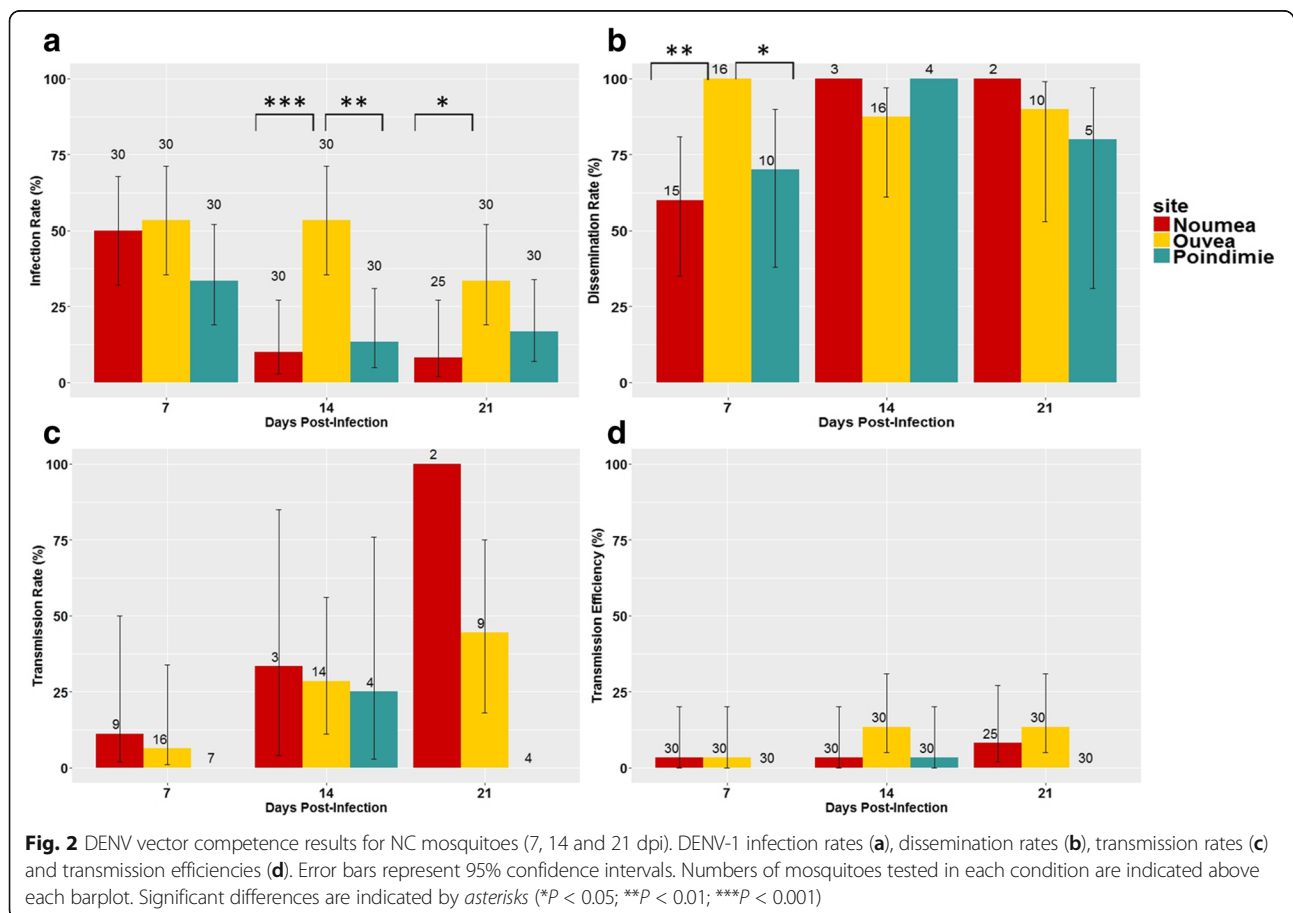 a
*** ** *
100
75
50
25
0
Infection Rate (%)
30 30 30
30 30 30
25 30 30
7 14 21
Days Post-Infection
b
** *
100
75
50
25
0
Dissemination Rate (%)
15 16 10
3 16 4
2 10 5
7 14 21
Days Post-Infection
site
Noumea
Ouvea
Poindimie
c
100
75
50
25
0
Transmission Rate (%)
9 16 7
3 14 4
2 9 4
7 14 21
Days Post-Infection
d
100
75
50
25
0
Transmission Efficiency (%)
30 30 30
30 30 30
25 30 30
7 14 21
Days Post-Infection
Fig. 2 DENV vector competence results for NC mosquitoes (7, 14 and 21 dpi). DENV-1 infection rates (a), dissemination rates (b), transmission rates (c)
and transmission efficiencies (d). Error bars represent 95% confidence intervals. Numbers of mosquitoes tested in each condition are indicated above
each barplot. Significant differences are indicated by asterisks (*P < 0.05; **P < 0.01; ***P < 0.001)